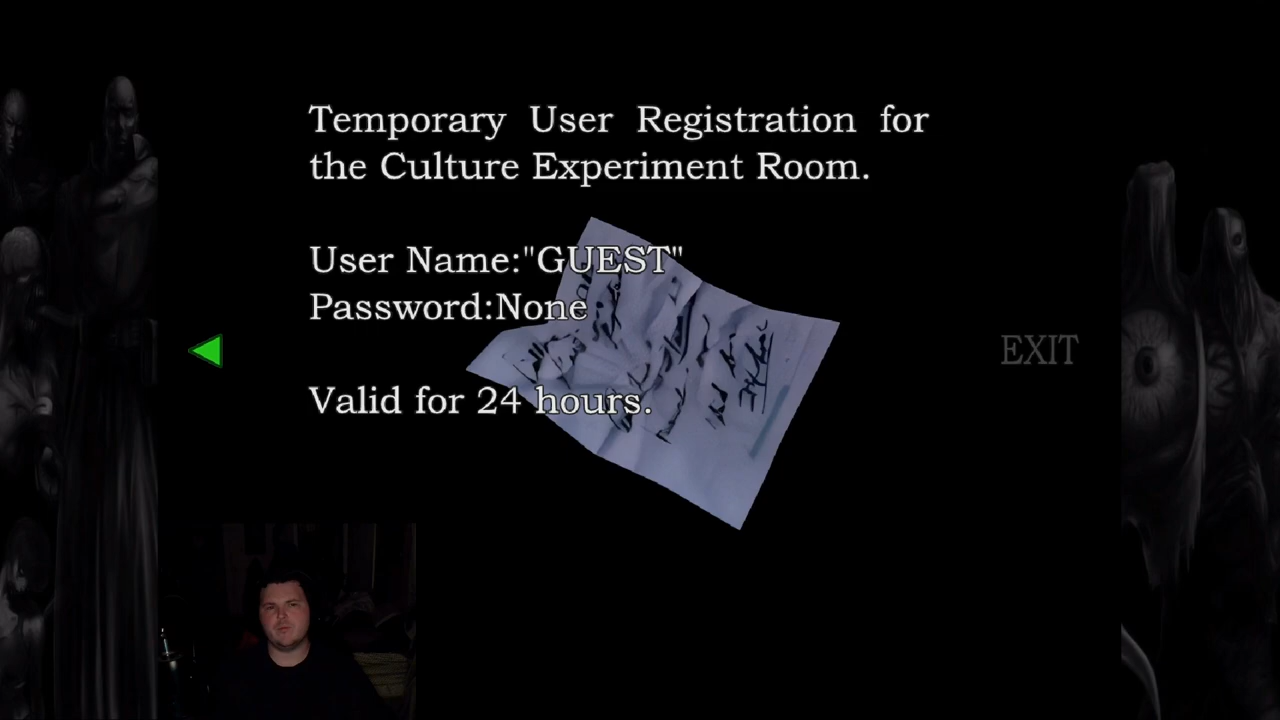 Temporary User Registration for
the Culture Experiment Room.
User Name:"GUEST"
Password:None
EXIT
Valid for 24 hours.